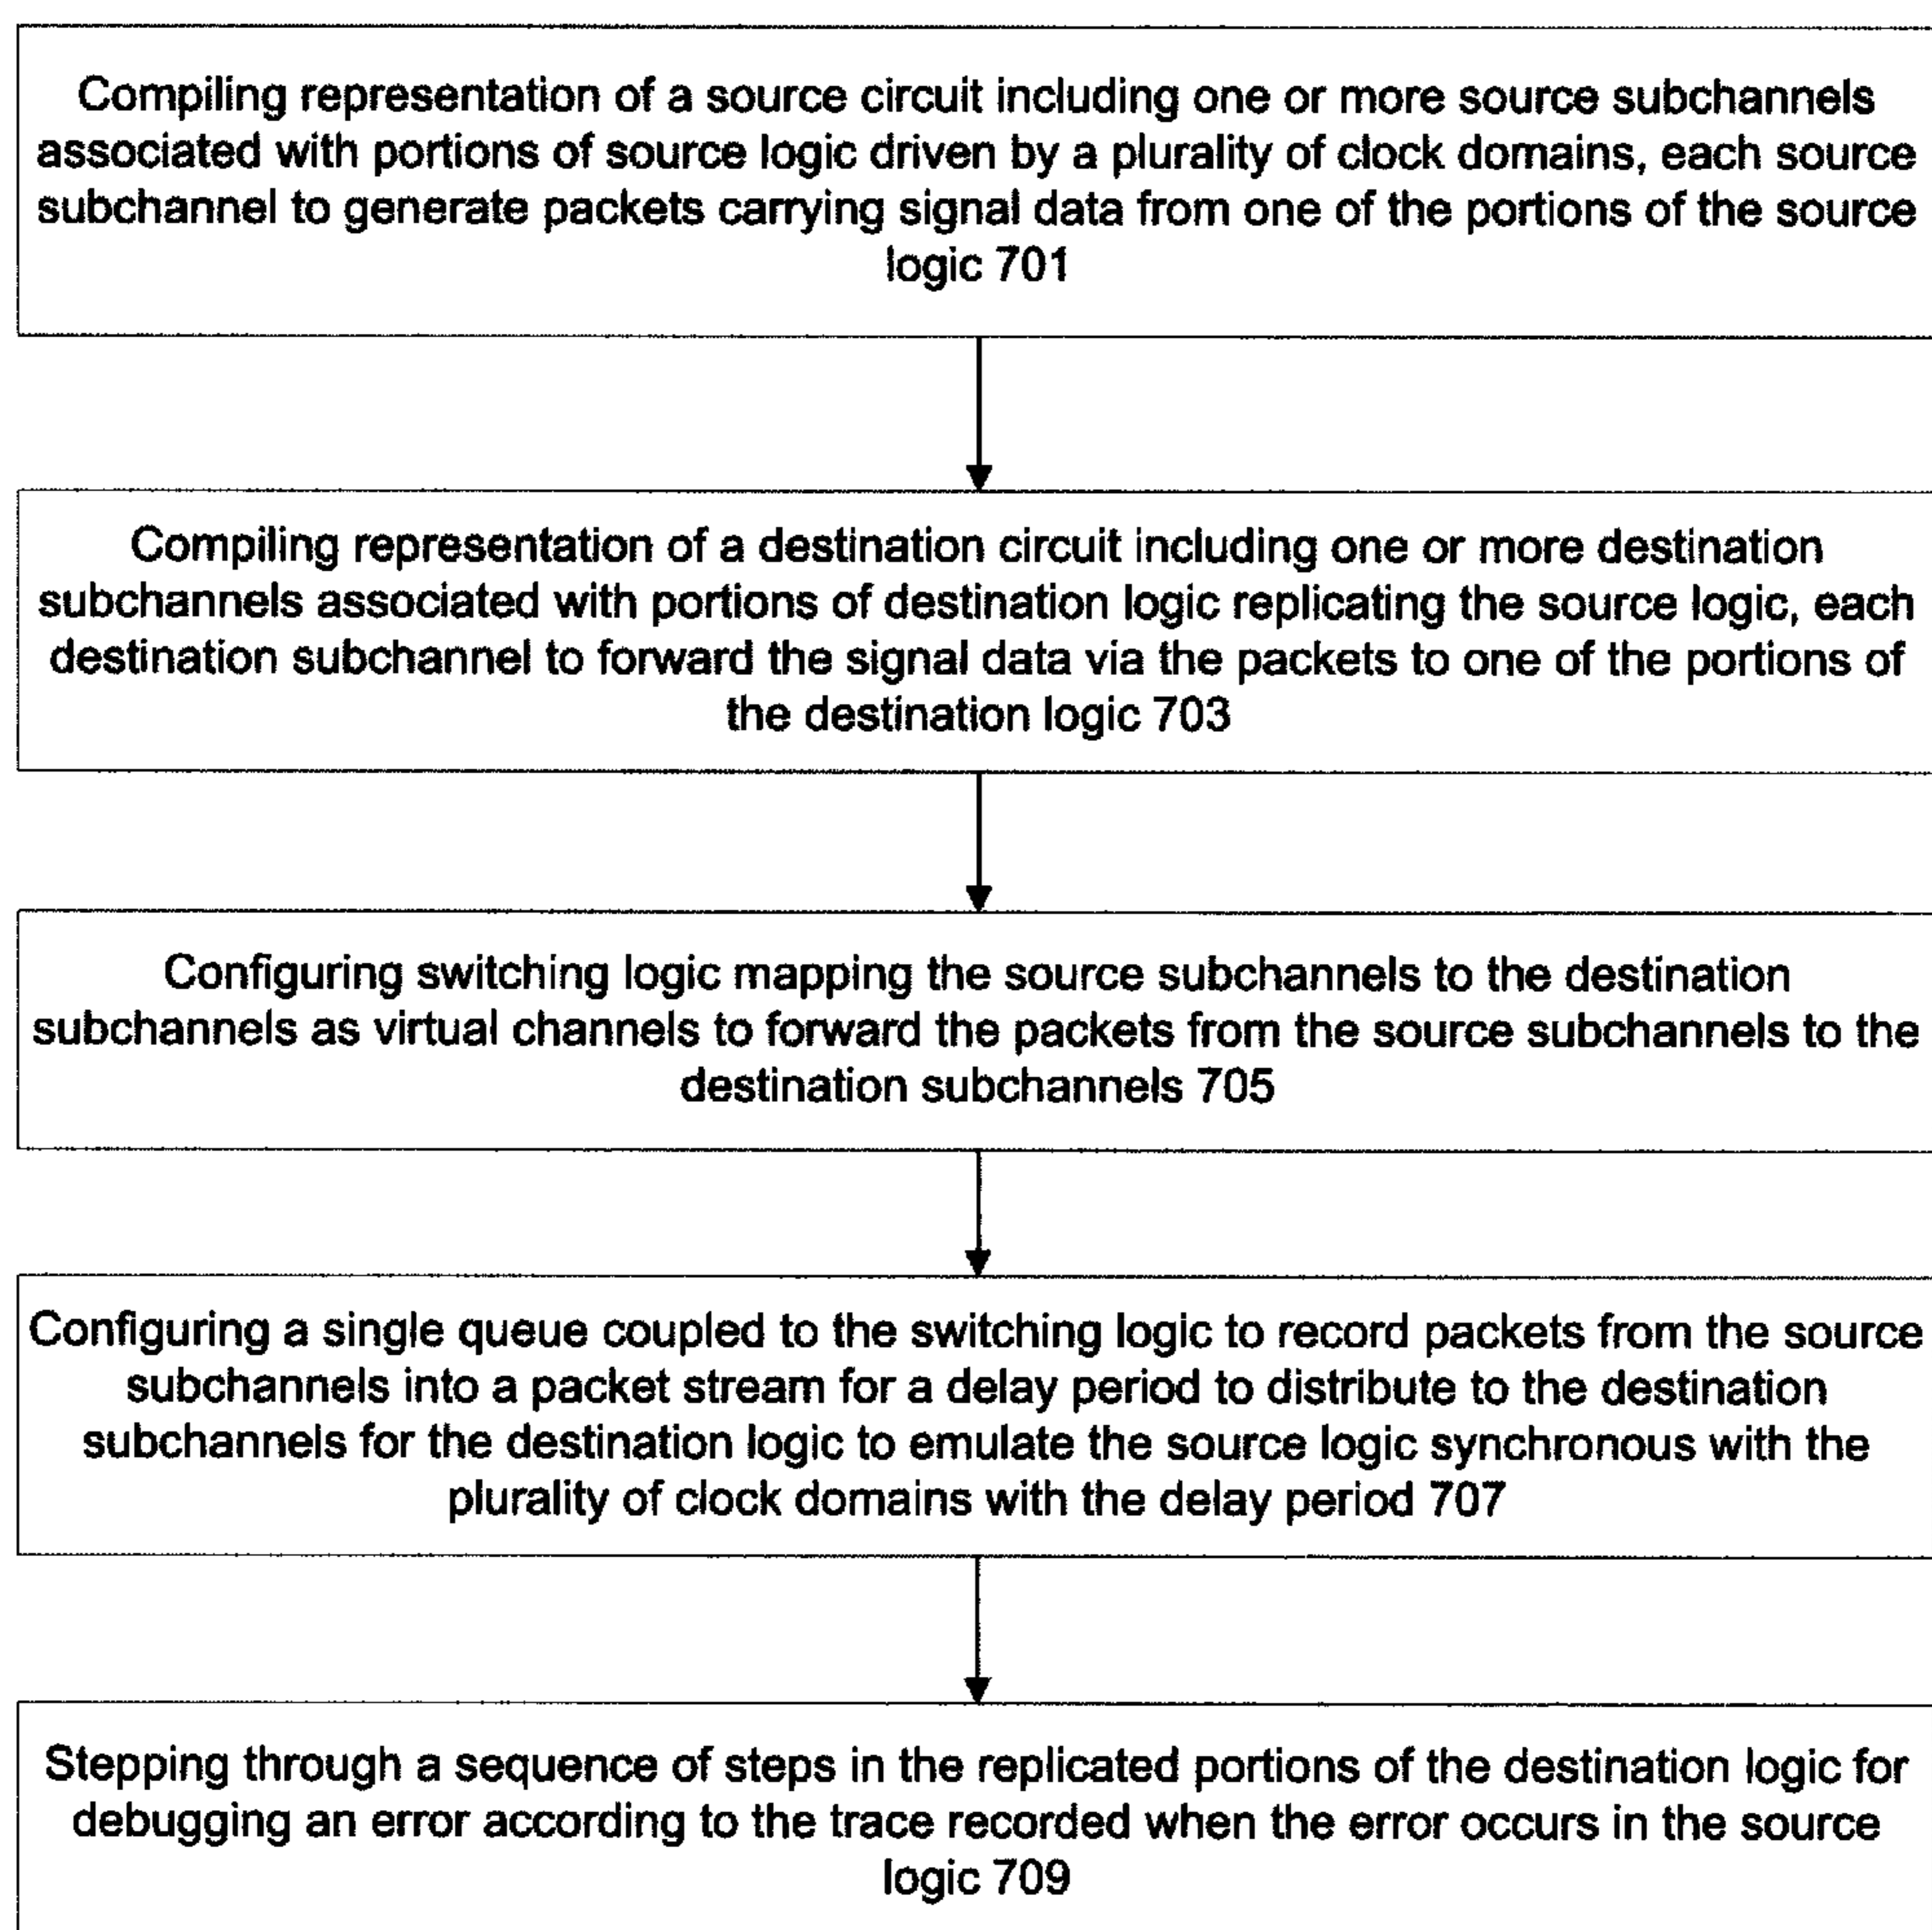 Compiling representation of a source circuit including one or more source subchannels
associated with portions of source logic driven by a plurality of clock domains, each source
subchannel to generate packets carrying signal data from one of the portions of the source
logic 701
Compiling representation of a destination circuit including one or more destination
subchannels associated with portions of destination logic replicating the source logic, each
destination subchannel to forward the signal data via the packets to one of the portions of
the destination logic 703
Configuring switching logic mapping the source subchannels to the destination
subchannels as virtual channels to forward the packets from the source subchannels to the
destination subchannels 705
Configuring a single queue coupled to the switching logic to record packets from the source
subchannels into a packet stream for a delay period to distribute to the destination
subchannels for the destination logic to emulate the source logic synchronous with the
plurality of clock domains with the delay period 707
Stepping through a sequence of steps in the replicated portions of the destination logic for
debugging an error according to the trace recorded when the error occurs in the source
logic 709